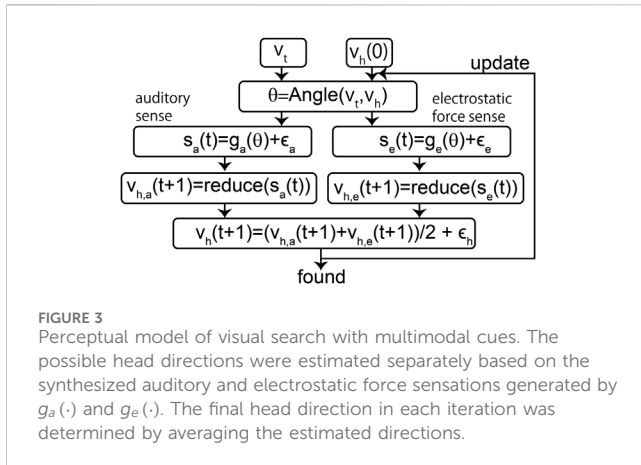 v_t
v_h(0)
update
θ=Angle(v_t,v_h)
auditory
sense
electrostatic
force sense
s_a(t)=g_a(θ)+ϵ_a
s_e(t)=g_e(θ)+ϵ_e
v_h,a(t+1)=reduce(s_a(t))
v_h,e(t+1)=reduce(s_e(t))
v_h(t+1)=(v_h,a(t+1)+v_h,e(t+1))/2 + ϵ_h
found
FIGURE 3
Perceptual model of visual search with multimodal cues. The
possible head directions were estimated separately based on the
synthesized auditory and electrostatic force sensations generated by
g_a (·) and g_e (·). The final head direction in each iteration was
determined by averaging the estimated directions.